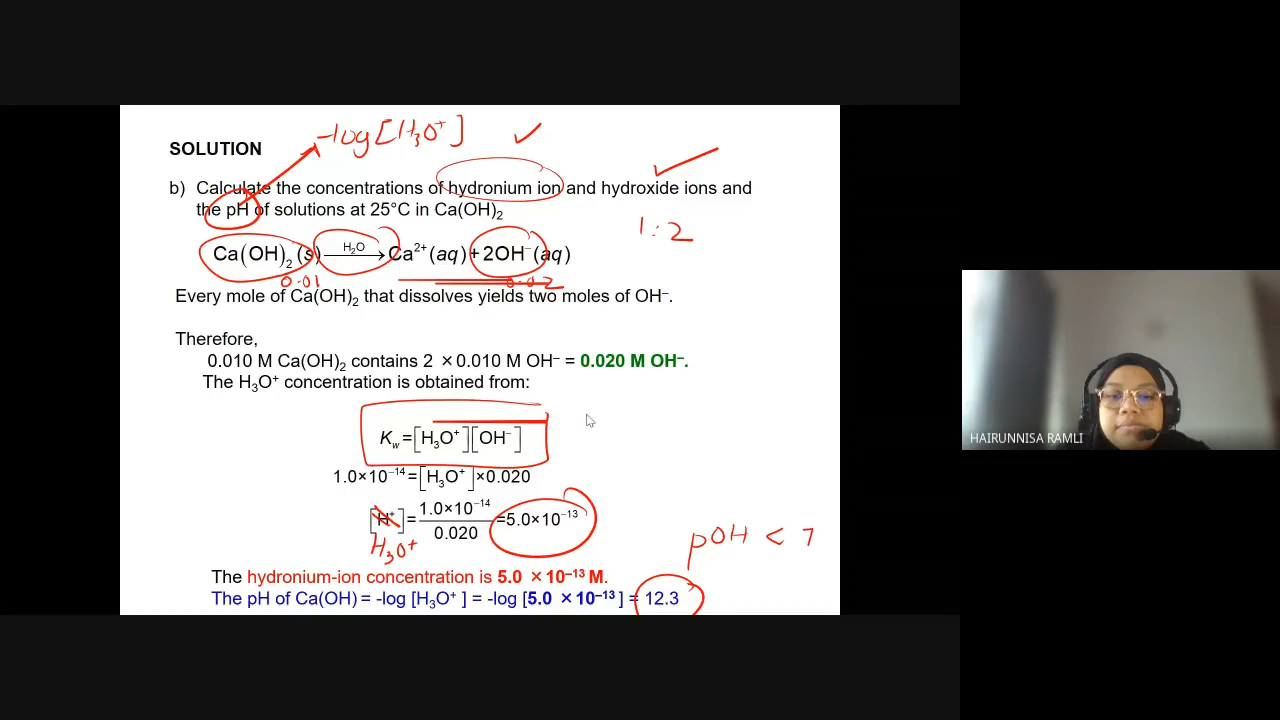 -log[H₃O⁺]
SOLUTION
b) Calculate the concentrations of hydronium ion and hydroxide ions and
the pH of solutions at 25°C in Ca(OH)₂
1:2
Ca(OH)₂(s) —H₂O→ Ca²⁺(aq)+2OH⁻(aq)
0.01 0.02
Every mole of Ca(OH)₂ that dissolves yields two moles of OH⁻.
Therefore,
0.010 M Ca(OH)₂ contains 2 ×0.010 M OH⁻ = 0.020 M OH⁻.
The H₃O⁺ concentration is obtained from:
K_w=[H₃O⁺][OH⁻]
HAIRUNNISA RAMLI
1.0×10⁻¹⁴=[H₃O⁺]×0.020
[H⁺]=1.0×10⁻¹⁴/0.020=5.0×10⁻¹³
H₃O⁺
pOH < 7
The hydronium-ion concentration is 5.0 ×10⁻¹³ M.
The pH of Ca(OH) = -log [H₃O⁺ ] = -log [5.0 ×10⁻¹³ ] = 12.3